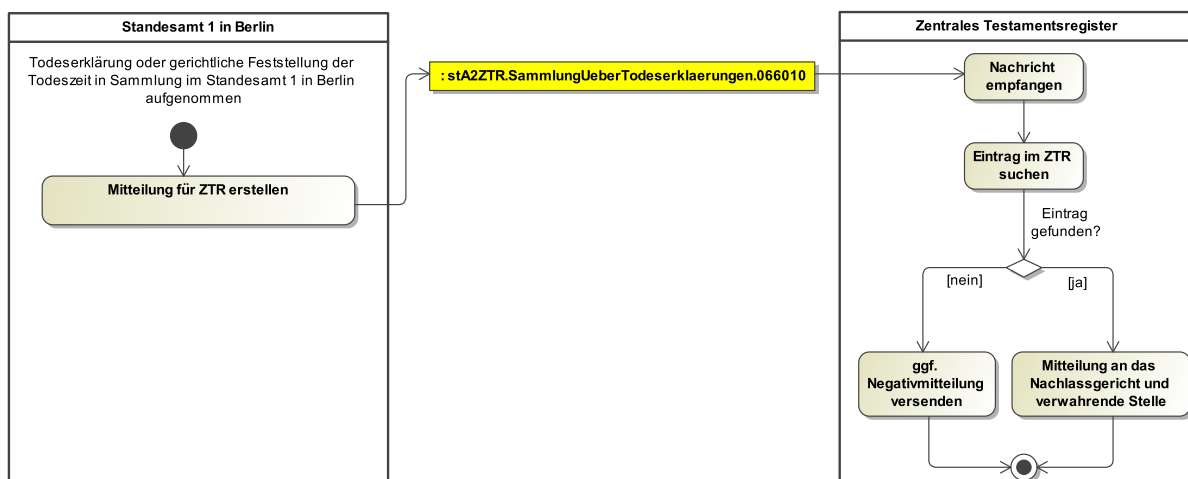 Standesamt 1 in Berlin
Todeserklärung oder gerichtliche Feststellung der
Todeszeit in Sammlung im Standesamt 1 in Berlin
aufgenommen
Mitteilung für ZTR erstellen
: stA2ZTR.SammlungUeberTodeserklaerungen.066010
Zentrales Testamentsregister
Nachricht
empfangen
Eintrag im ZTR
suchen
Eintrag
gefunden?
[nein]
[ja]
ggf.
Negativmitteilung
versenden
Mitteilung an das
Nachlassgericht und
verwahrende Stelle